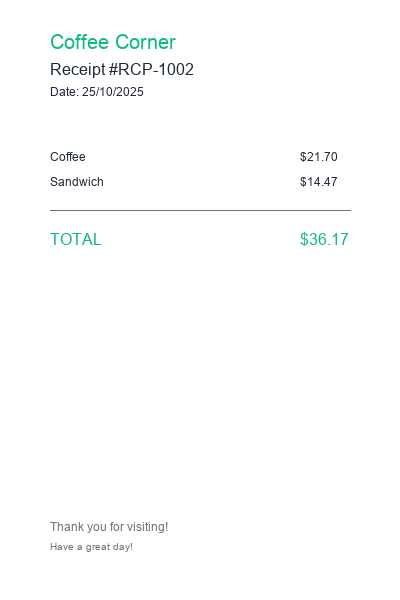 Coffee Corner
Receipt #RCP-1002
Date: 25/10/2025
Coffee $21.70
Sandwich $14.47
TOTAL $36.17
Thank you for visiting!
Have a great day!